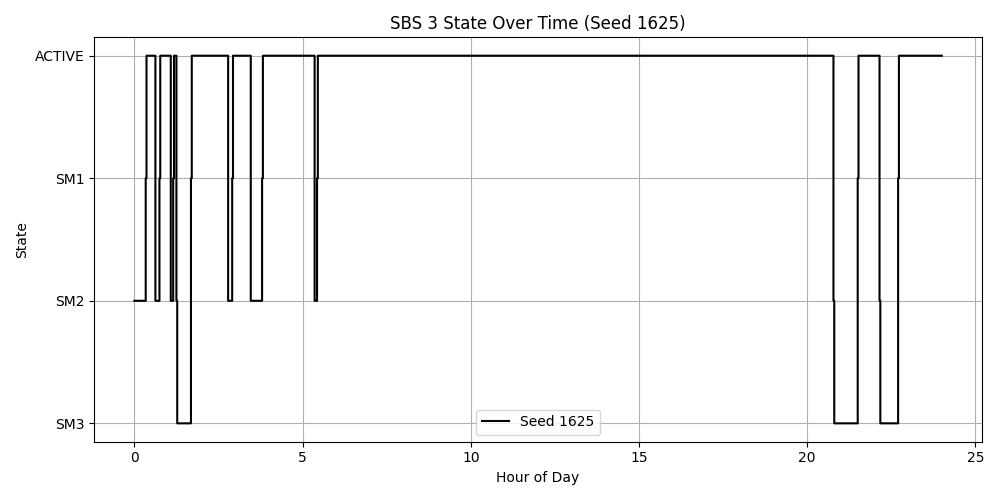 SBS 3 State Over Time (Seed 1625)
ACTIVE
SM1
SM2
SM3
State
Seed 1625
0 5 10 15 20 25
Hour of Day